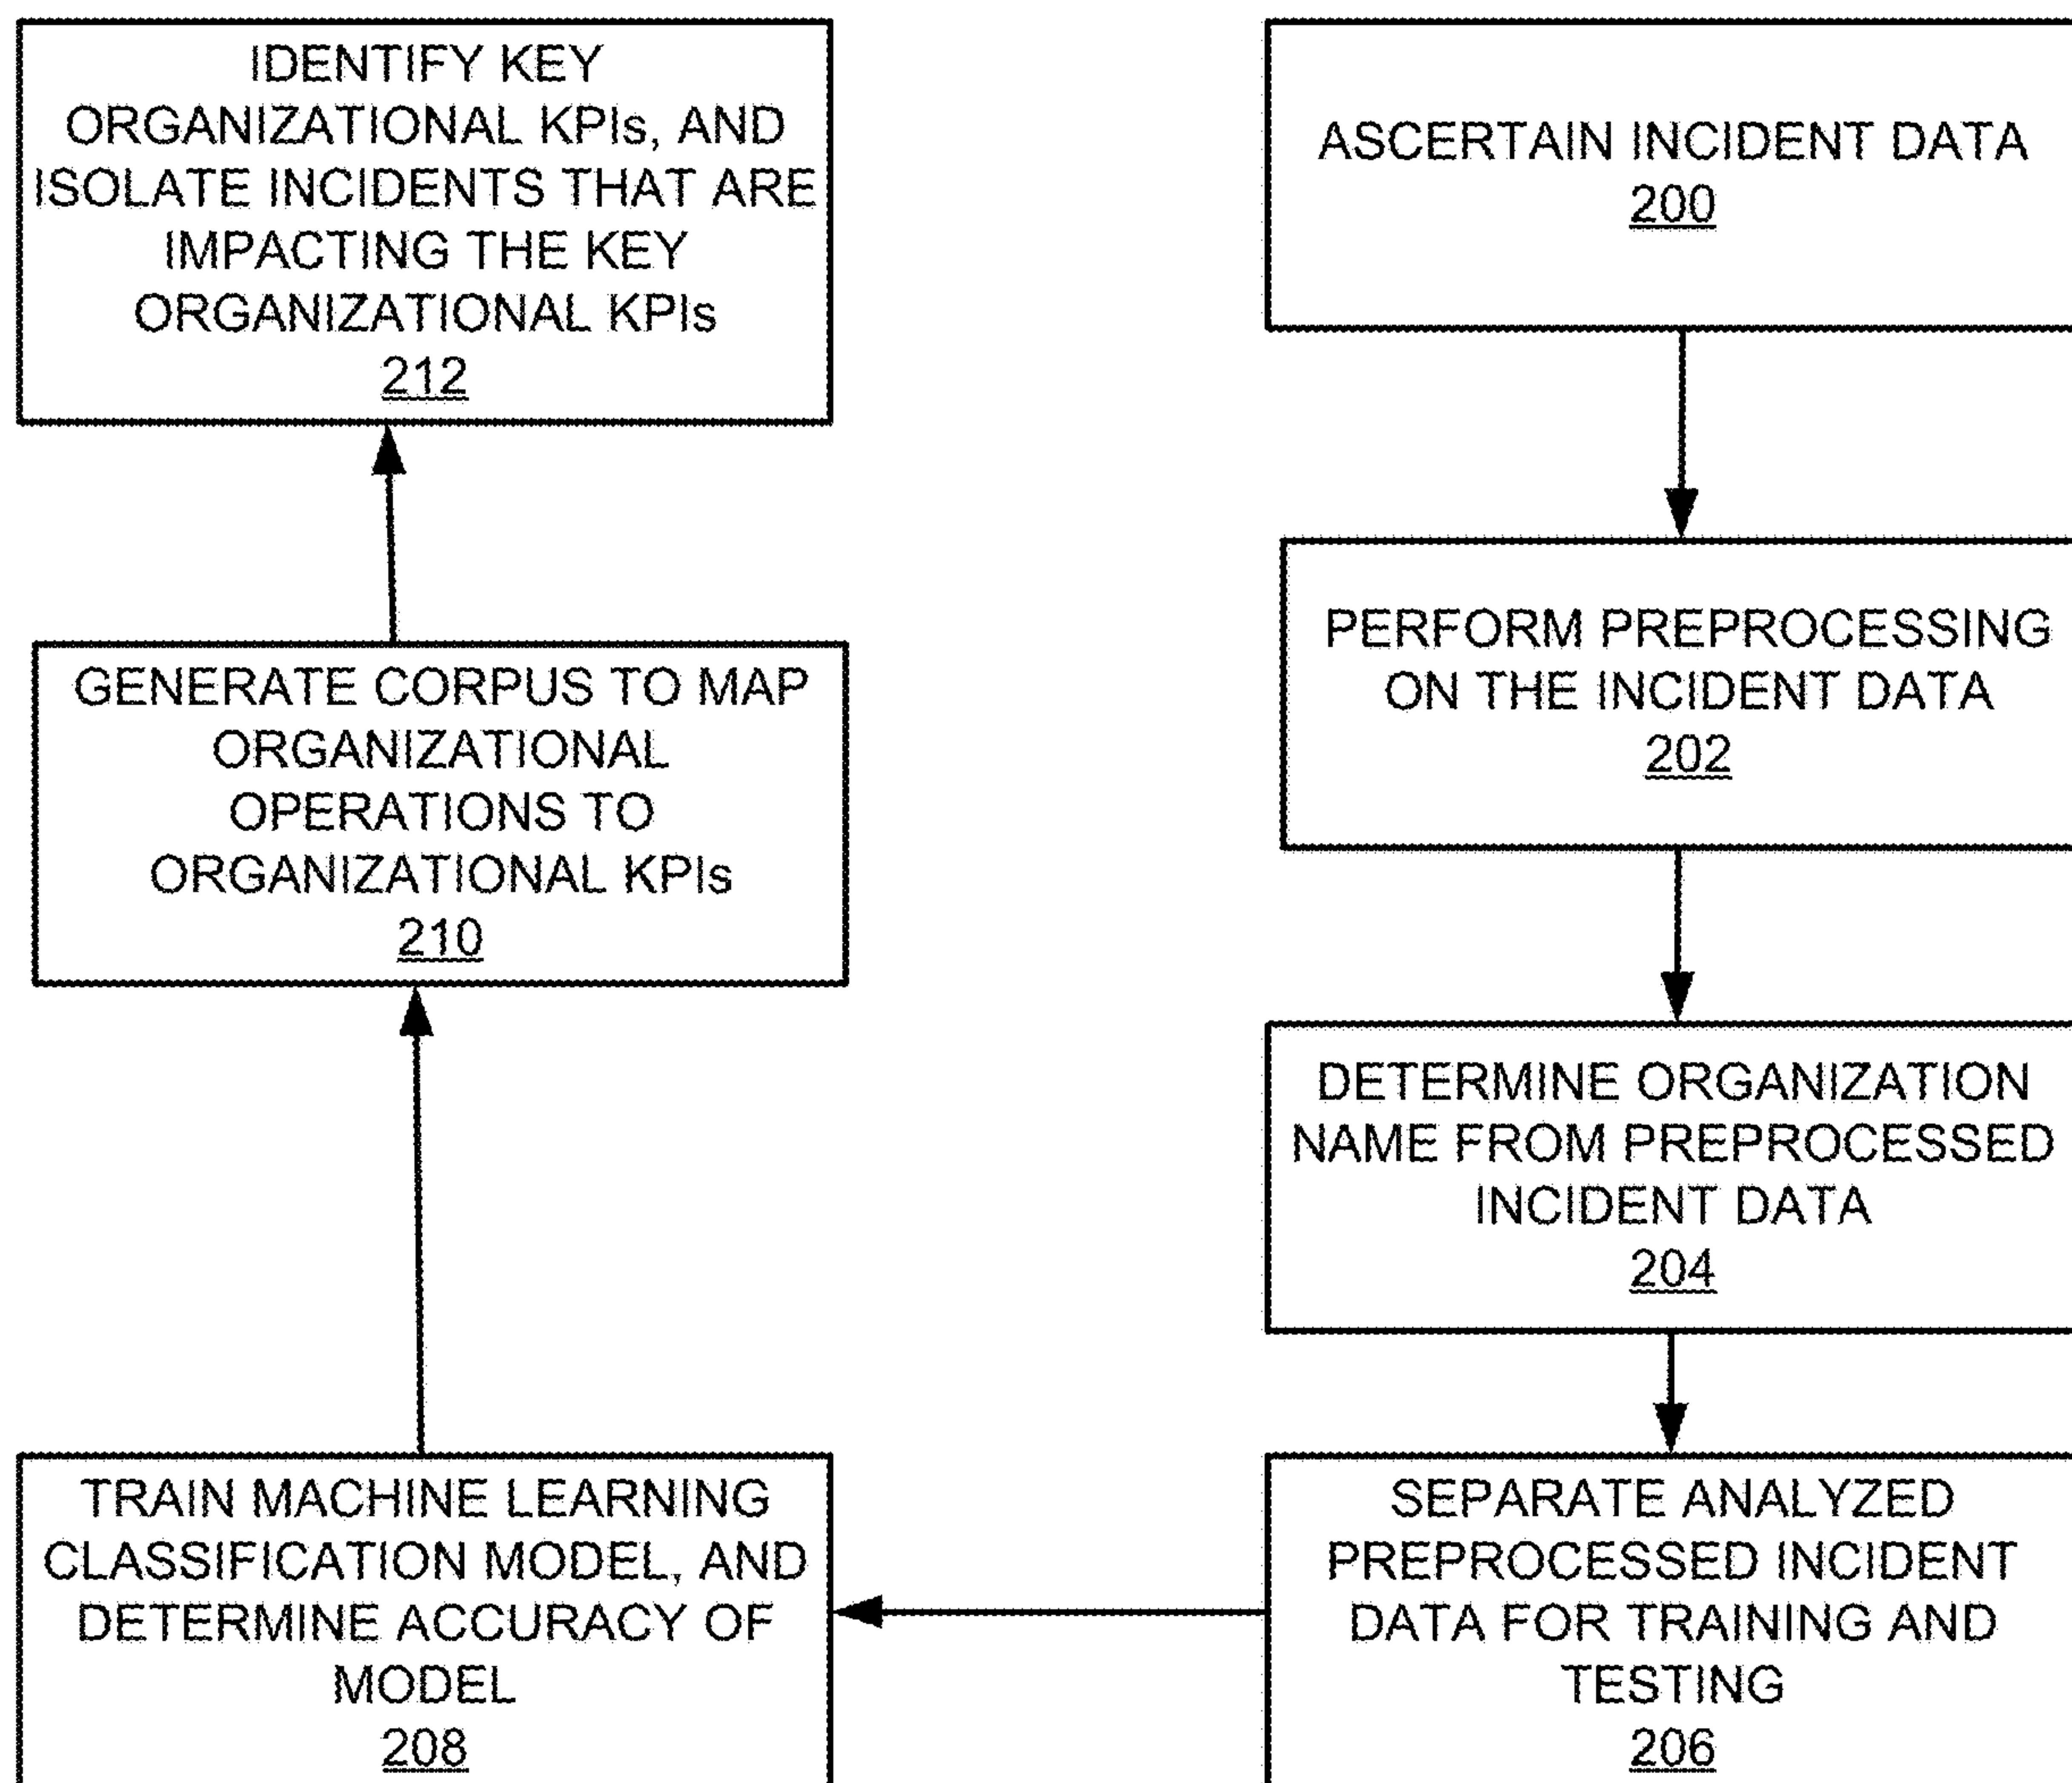 IDENTIFY KEY
ORGANIZATIONAL KPIs, AND
ISOLATE INCIDENTS THAT ARE
IMPACTING THE KEY
ORGANIZATIONAL KPIs
212
ASCERTAIN INCIDENT DATA
200
PERFORM PREPROCESSING
ON THE INCIDENT DATA
202
GENERATE CORPUS TO MAP
ORGANIZATIONAL
OPERATIONS TO
ORGANIZATIONAL KPIs
210
DETERMINE ORGANIZATION
NAME FROM PREPROCESSED
INCIDENT DATA
204
TRAIN MACHINE LEARNING
CLASSIFICATION MODEL, AND
DETERMINE ACCURACY OF
MODEL
208
SEPARATE ANALYZED
PREPROCESSED INCIDENT
DATA FOR TRAINING AND
TESTING
206